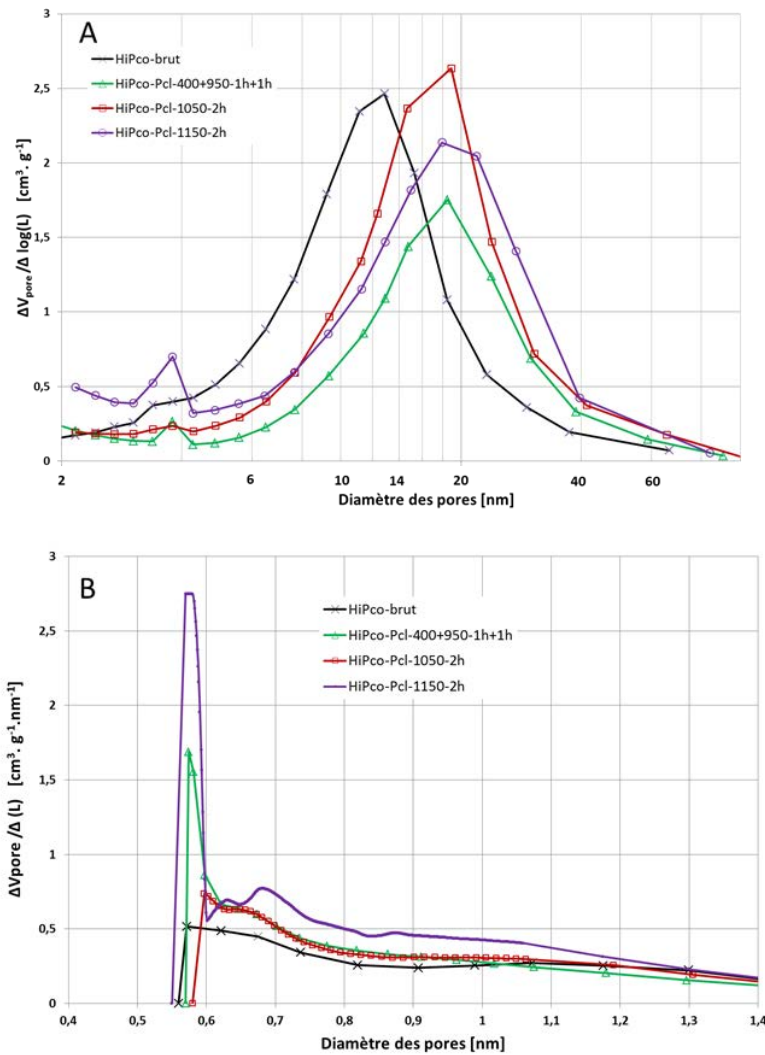 A
HiPco-brut
HiPco-Pcl-400+950-1h+1h
HiPco-Pcl-1050-2h
HiPco-Pcl-1150-2h
3
2,5
2
1,5
1
0,5
0
ΔVpore/Δ log(L) [cm³. g⁻¹]
2 6 10 14 20 40 60
Diamètre des pores [nm]
B
HiPco-brut
HiPco-Pcl-400+950-1h+1h
HiPco-Pcl-1050-2h
HiPco-Pcl-1150-2h
3
2,5
2
1,5
1
0,5
0
ΔVpore/Δ (L) [cm³. g⁻¹.nm⁻¹]
0,4 0,5 0,6 0,7 0,8 0,9 1 1,1 1,2 1,3 1,4
Diamètre des pores [nm]